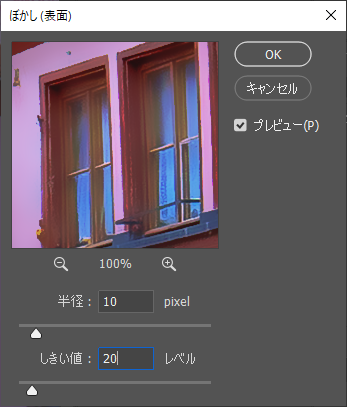 ぼかし (表面)
OK
キャンセル
プレビュー(P)
100%
半径 : 10 pixel
しきい値 : 20 レベル